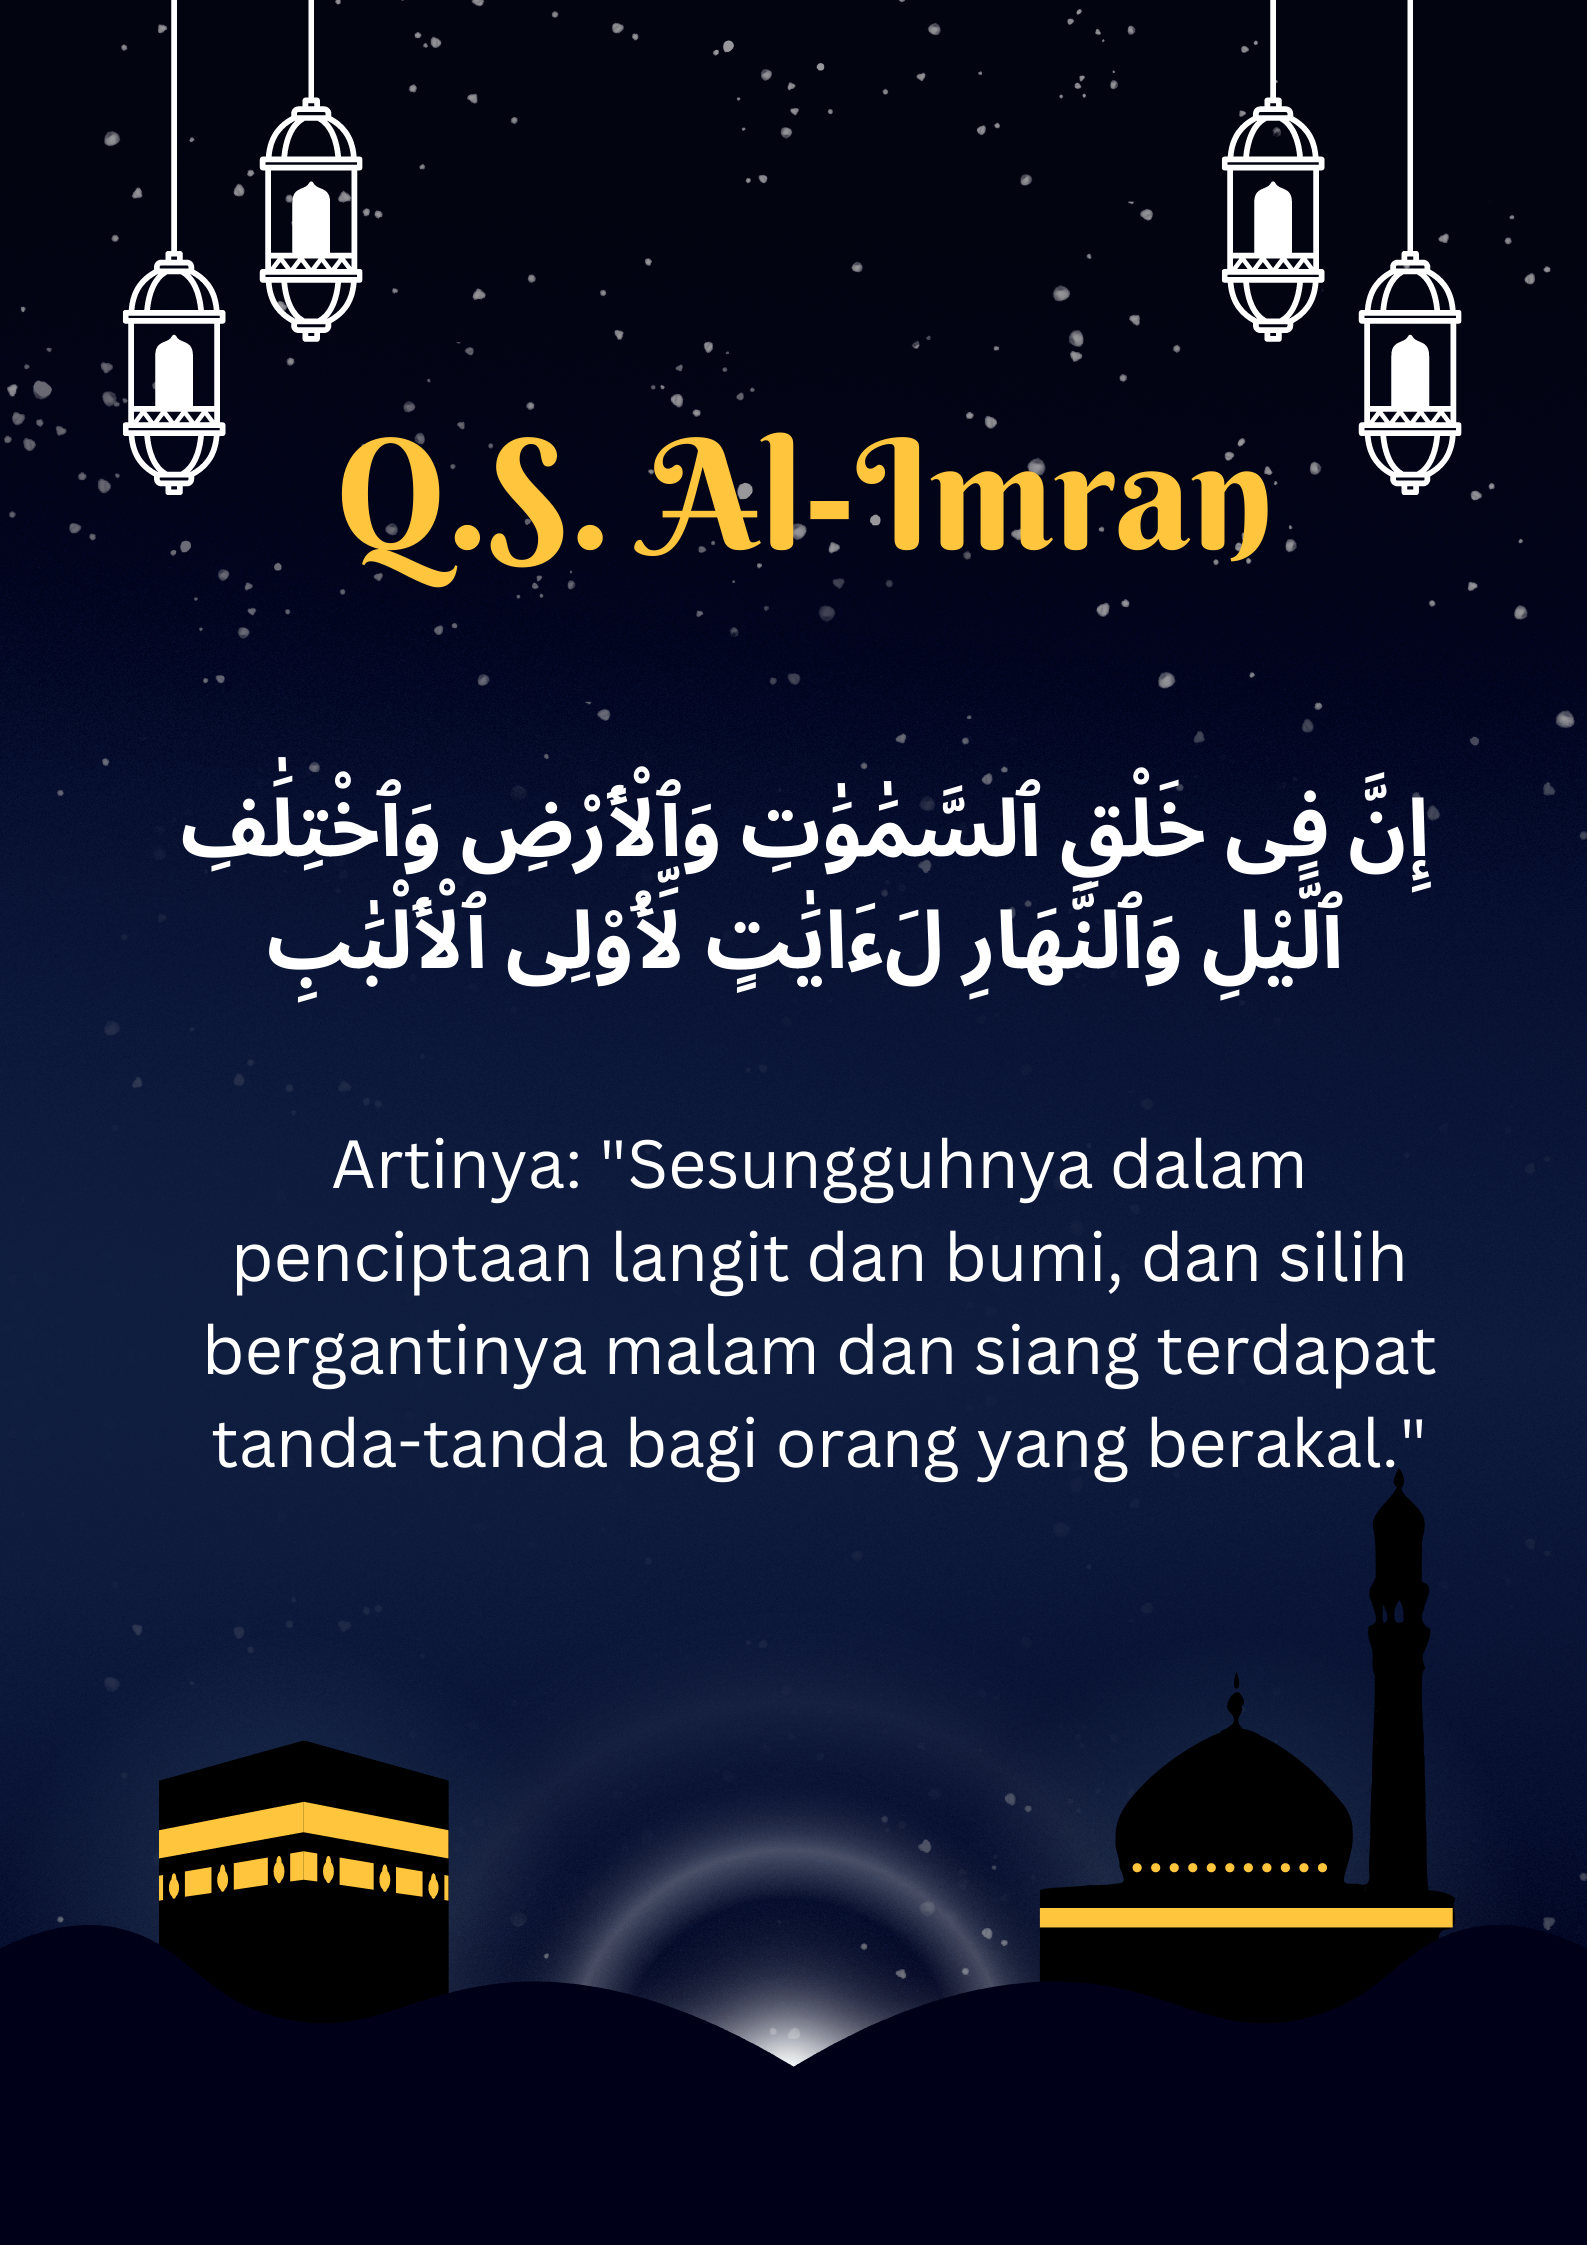 Q.S. Al-Imran
إِنَّ فِى خَلْقِ ٱلسَّمَٰوَٰتِ وَٱلْأَرْضِ وَٱخْتِلَٰفِ
ٱلَّيْلِ وَٱلنَّهَارِ لَءَايَٰتٍ لِّأُو۟لِى ٱلْأَلْبَٰبِ
Artinya: "Sesungguhnya dalam
penciptaan langit dan bumi, dan silih
bergantinya malam dan siang terdapat
tanda-tanda bagi orang yang berakal."